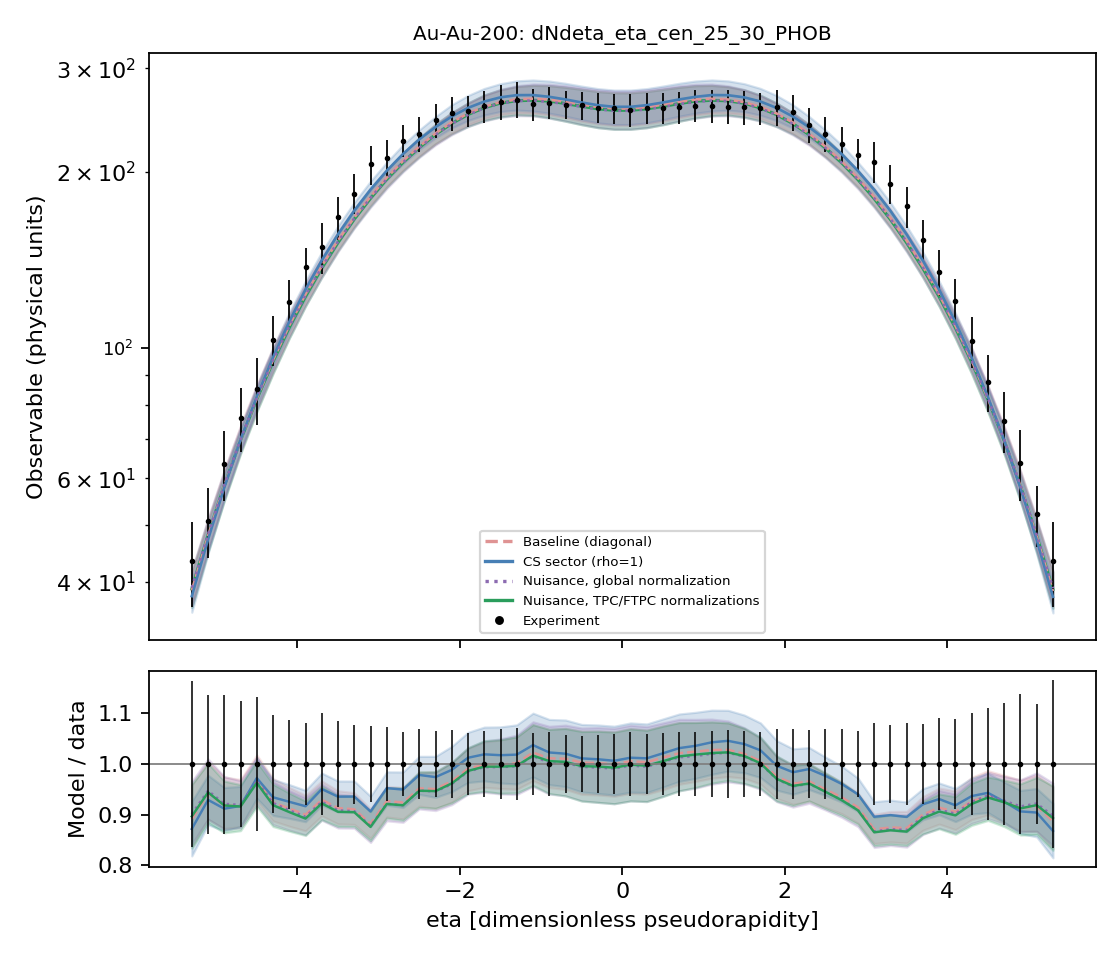 Au-Au-200: dNdeta_eta_cen_25_30_PHOB
3 × 10²
2 × 10²
10²
6 × 10¹
4 × 10¹
Observable (physical units)
Baseline (diagonal)
CS sector (rho=1)
Nuisance, global normalization
Nuisance, TPC/FTPC normalizations
Experiment
1.1
1.0
0.9
0.8
Model / data
−4
−2
0
2
4
eta [dimensionless pseudorapidity]